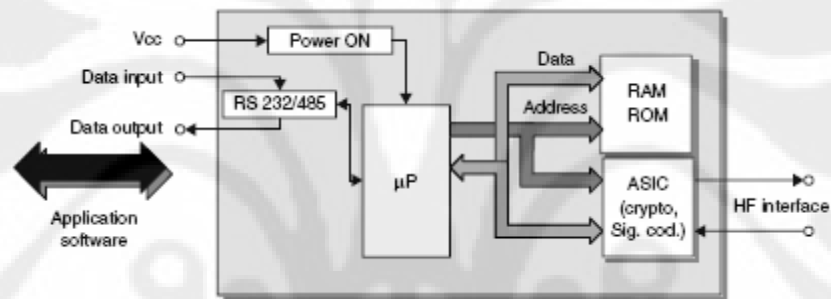 Vcc
Power ON
Data input
RS 232/485
Data output
Application
software
µP
Data
Address
RAM
ROM
ASIC
(crypto,
Sig. cod.)
HF interface